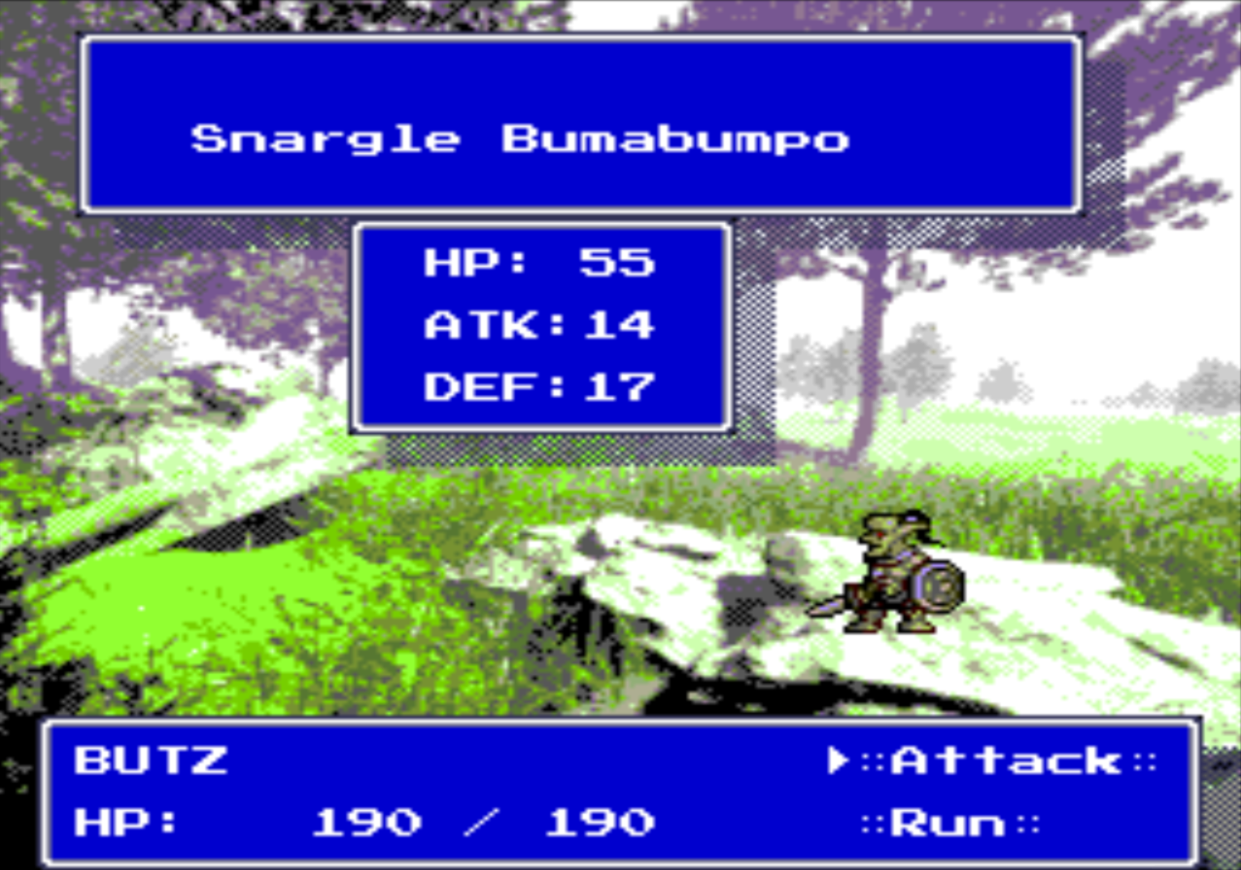 Snargle Bumabumpo
HP: 55
ATK:14
DEF:17
BUTZ ▶::Attack::
HP: 190 / 190 ::Run::